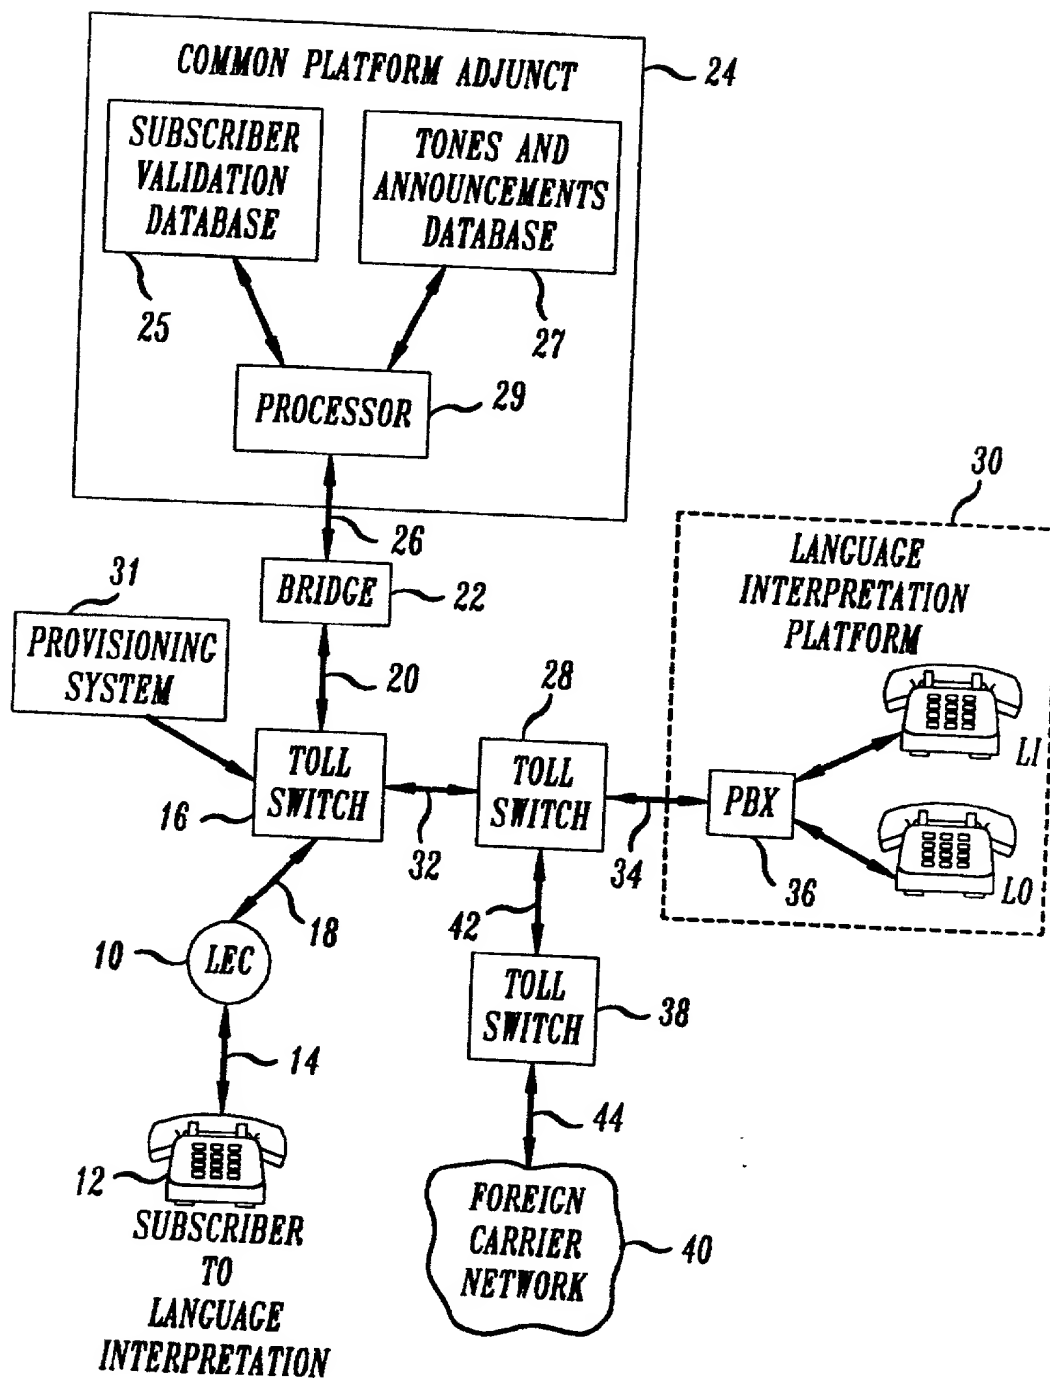 COMMON PLATFORM ADJUNCT
24
SUBSCRIBER
VALIDATION
DATABASE
TONES AND
ANNOUNCEMENTS
DATABASE
25
27
PROCESSOR
29
26
30
31
BRIDGE
22
LANGUAGE
INTERPRETATION
PLATFORM
PROVISIONING
SYSTEM
20
28
TOLL
SWITCH
16
TOLL
SWITCH
32
34
PBX
36
LI
LO
18
42
10
LEC
TOLL
SWITCH
38
14
44
12
SUBSCRIBER
TO
LANGUAGE
INTERPRETATION
FOREIGN
CARRIER
NETWORK
40